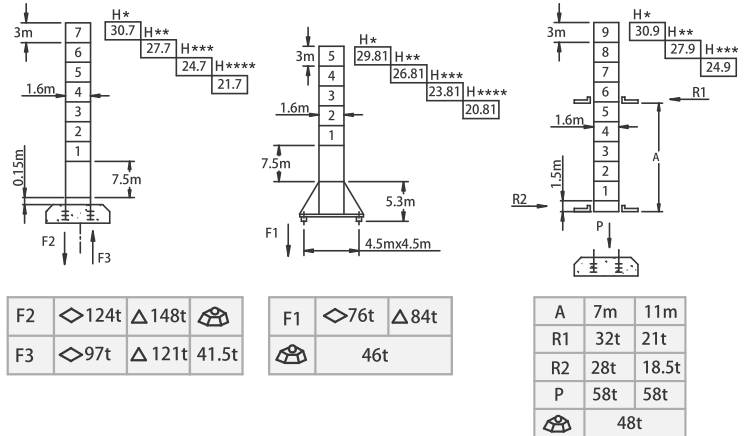 3m
7
6
5
4
3
2
1
H*
30.7
H**
27.7
H***
24.7
H****
21.7
1.6m
0.15m
7.5m
F2
F3
3m
5
4
3
2
1
H*
29.81
H**
26.81
H***
23.81
H****
20.81
1.6m
7.5m
5.3m
F1
4.5mx4.5m
3m
9
8
7
6
5
4
3
2
1
H*
30.9
H**
27.9
H***
24.9
R1
1.6m
A
1.5m
R2
P
F2 124t 148t
F3 97t 121t 41.5t
F1 76t 84t
46t
A 7m 11m
R1 32t 21t
R2 28t 18.5t
P 58t 58t
48t